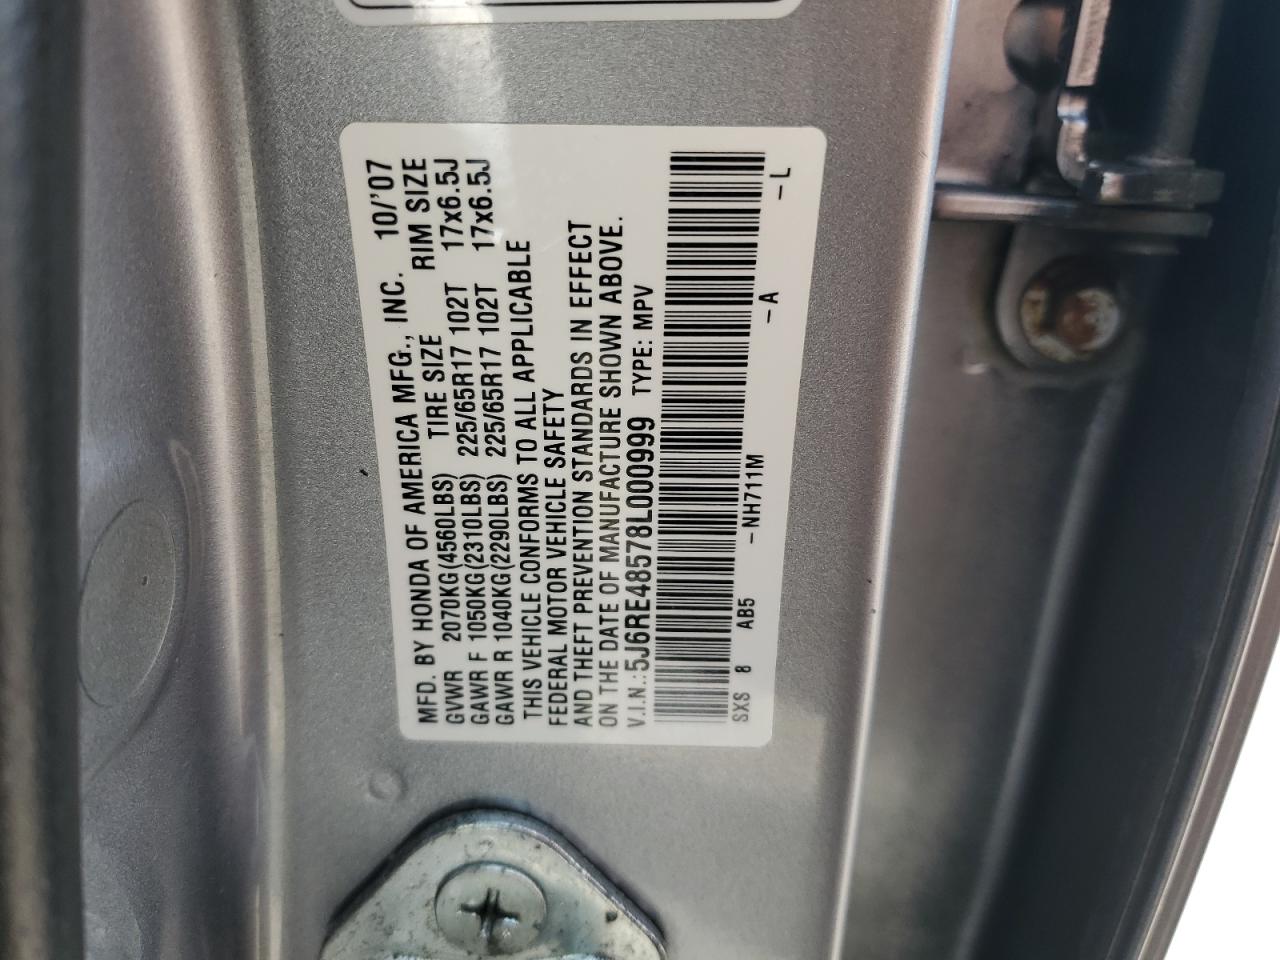 MFD. BY HONDA OF AMERICA MFG., INC. 10/'07
GVWR 2070KG(4560LBS) TIRE SIZE RIM SIZE
GAWR F 1050KG(2310LBS) 225/65R17 102T 17x6.5J
GAWR R 1040KG(2290LBS) 225/65R17 102T 17x6.5J
THIS VEHICLE CONFORMS TO ALL APPLICABLE
FEDERAL MOTOR VEHICLE SAFETY
AND THEFT PREVENTION STANDARDS IN EFFECT
ON THE DATE OF MANUFACTURE SHOWN ABOVE.
V.I.N.:5J6RE48578L000999 TYPE: MPV
SXS 8 AB5 -NH711M -A -L